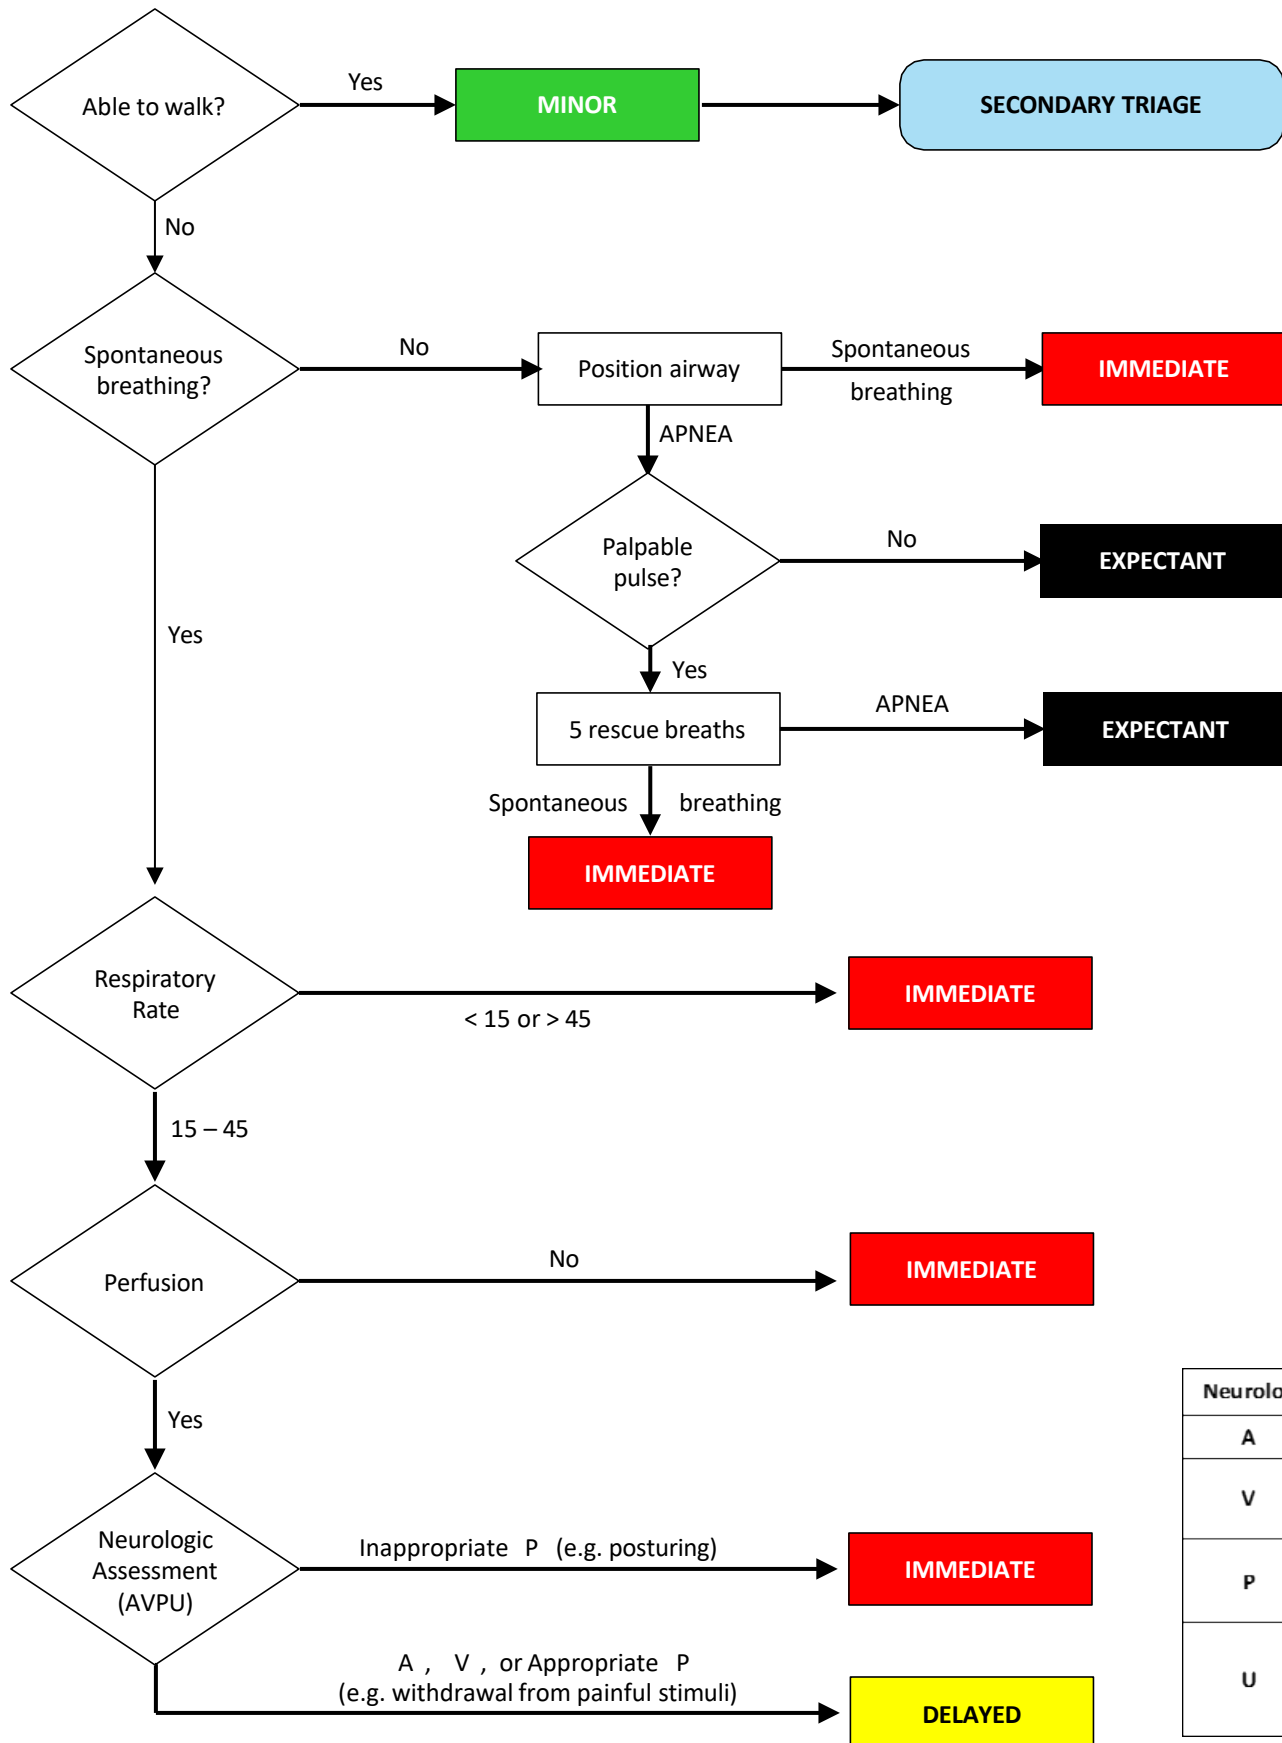 Able to walk?
Yes
MINOR
SECONDARY TRIAGE
No
Spontaneous
breathing?
No
Position airway
Spontaneous
breathing
IMMEDIATE
APNEA
Palpable
pulse?
No
EXPECTANT
Yes
Yes
5 rescue breaths
APNEA
EXPECTANT
Spontaneous breathing
IMMEDIATE
Respiratory
Rate
< 15 or > 45
IMMEDIATE
15 – 45
Perfusion
No
IMMEDIATE
Yes
Neurologic
Assessment
(AVPU)
Inappropriate P (e.g. posturing)
IMMEDIATE
A , V , or Appropriate P
(e.g. withdrawal from painful stimuli)
DELAYED
A
V
P
U